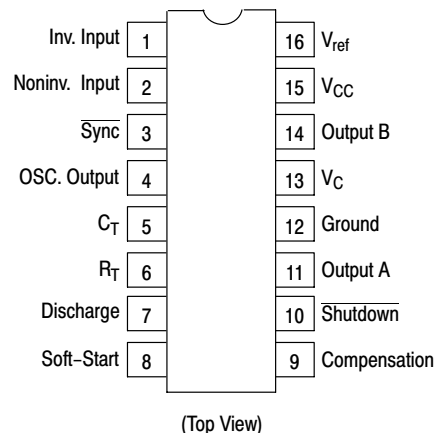 Inv. Input 1 16 Vref
Noninv. Input 2 15 VCC
Sync 3 14 Output B
OSC. Output 4 13 VC
CT 5 12 Ground
RT 6 11 Output A
Discharge 7 10 Shutdown
Soft-Start 8 9 Compensation
(Top View)